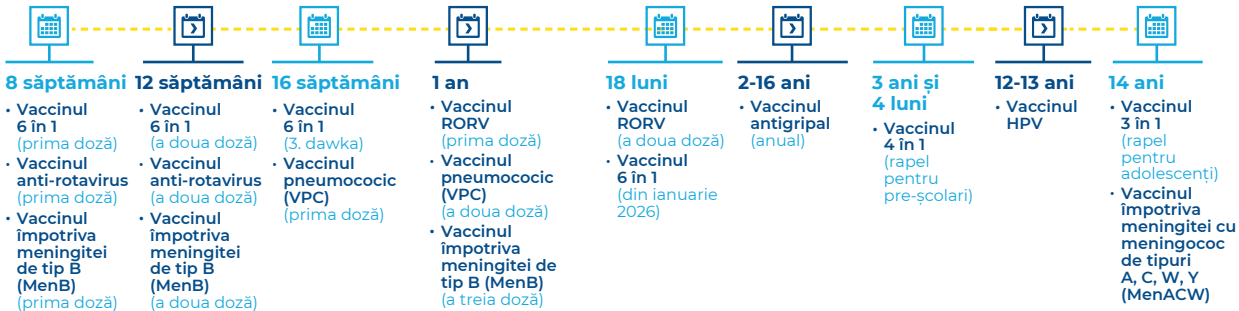 8 săptămâni
• Vaccinul
6 în 1
(prima doză)
• Vaccinul
anti-rotavirus
(prima doză)
• Vaccinul
împotriva
meningitei
de tip B
(MenB)
(prima doză)
12 săptămâni
• Vaccinul
6 în 1
(a doua doză)
• Vaccinul
anti-rotavirus
(a doua doză)
• Vaccinul
împotriva
meningitei
de tip B
(MenB)
(a doua doză)
16 săptămâni
• Vaccinul
6 în 1
(3. dawka)
• Vaccinul
pneumococic
(VPC)
(prima doză)
1 an
• Vaccinul
RORV
(prima doză)
• Vaccinul
pneumococic
(VPC)
(a doua doză)
• Vaccinul
împotriva
meningitei de
tip B (MenB)
(a treia doză)
18 luni
• Vaccinul
RORV
(a doua doză)
• Vaccinul
6 în 1
(din ianuarie
2026)
2-16 ani
• Vaccinul
antigripal
(anual)
3 ani și
4 luni
• Vaccinul
4 în 1
(rapel
pentru
pre-școlari)
12-13 ani
• Vaccinul
HPV
14 ani
• Vaccinul
3 în 1
(rapel
pentru
adolescenți)
• Vaccinul
împotriva
meningitei cu
meningococ
de tipuri
A, C, W, Y
(MenACW)